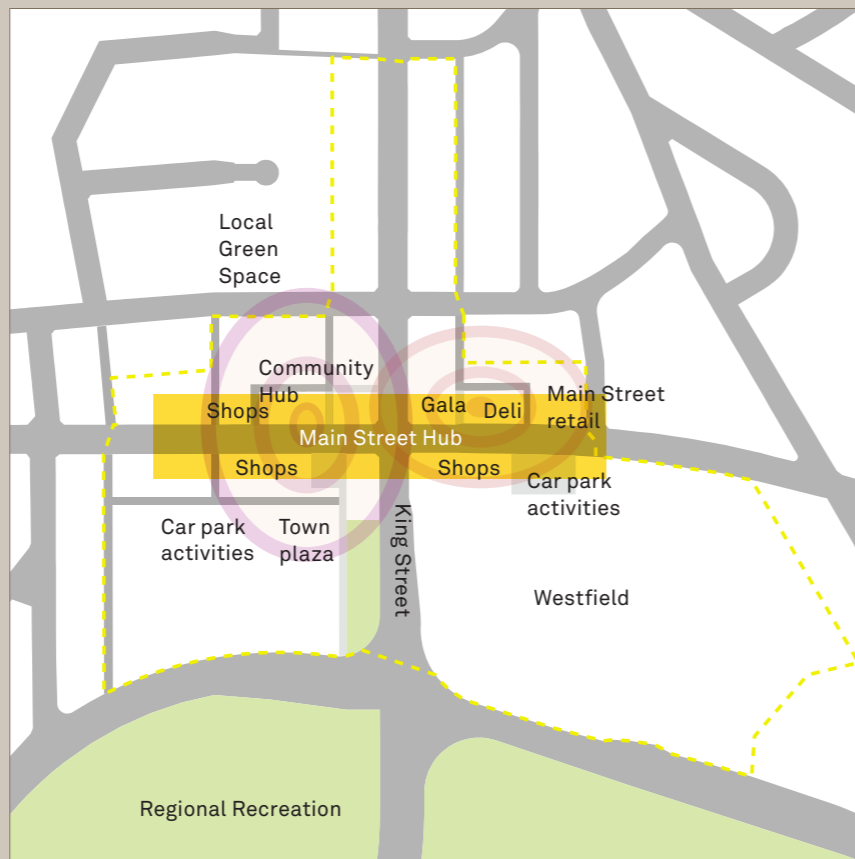 Local
Green
Space
Community
Hub
Shops
Gala
Deli
Main Street
retail
Main Street Hub
Shops
Shops
Car park
activities
Car park
activities
Town
plaza
King Street
Westfield
Regional Recreation